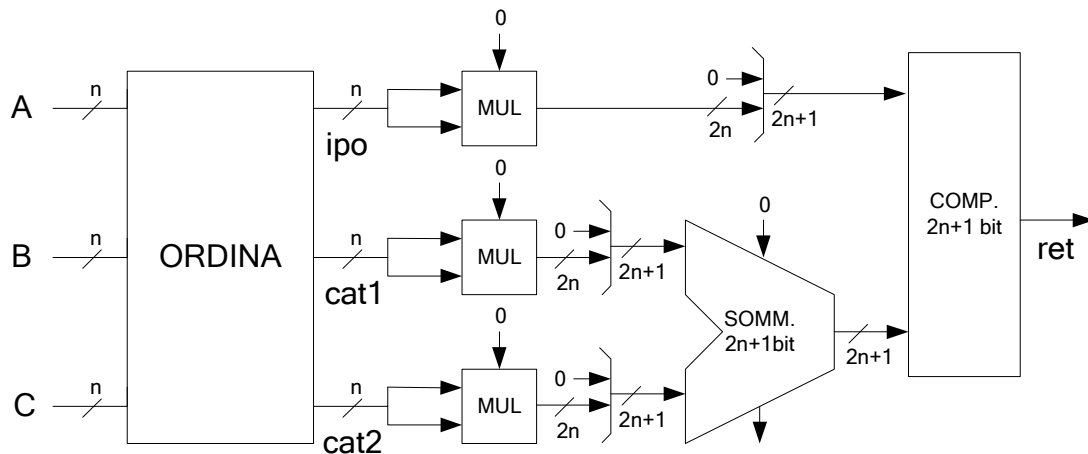 0
0
A
n
n
MUL
2n
2n+1
ipo
0
COMP.
2n+1 bit
ret
B
n
ORDINA
n
cat1
MUL
0
2n
2n+1
0
SOMM.
2n+1bit
2n+1
0
C
n
n
cat2
MUL
0
2n
2n+1